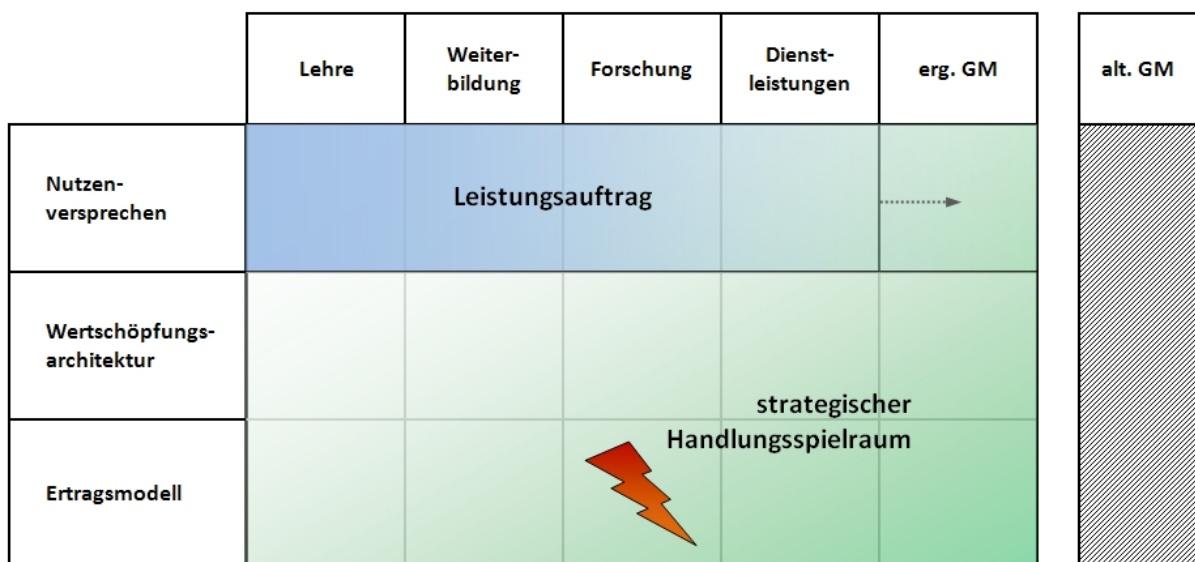 Lehre
Weiter-
bildung
Forschung
Dienst-
leistungen
erg. GM
alt. GM
Nutzen-
versprechen
Leistungsauftrag
Wertschöpfungs-
architektur
strategischer
Handlungsspielraum
Ertragsmodell